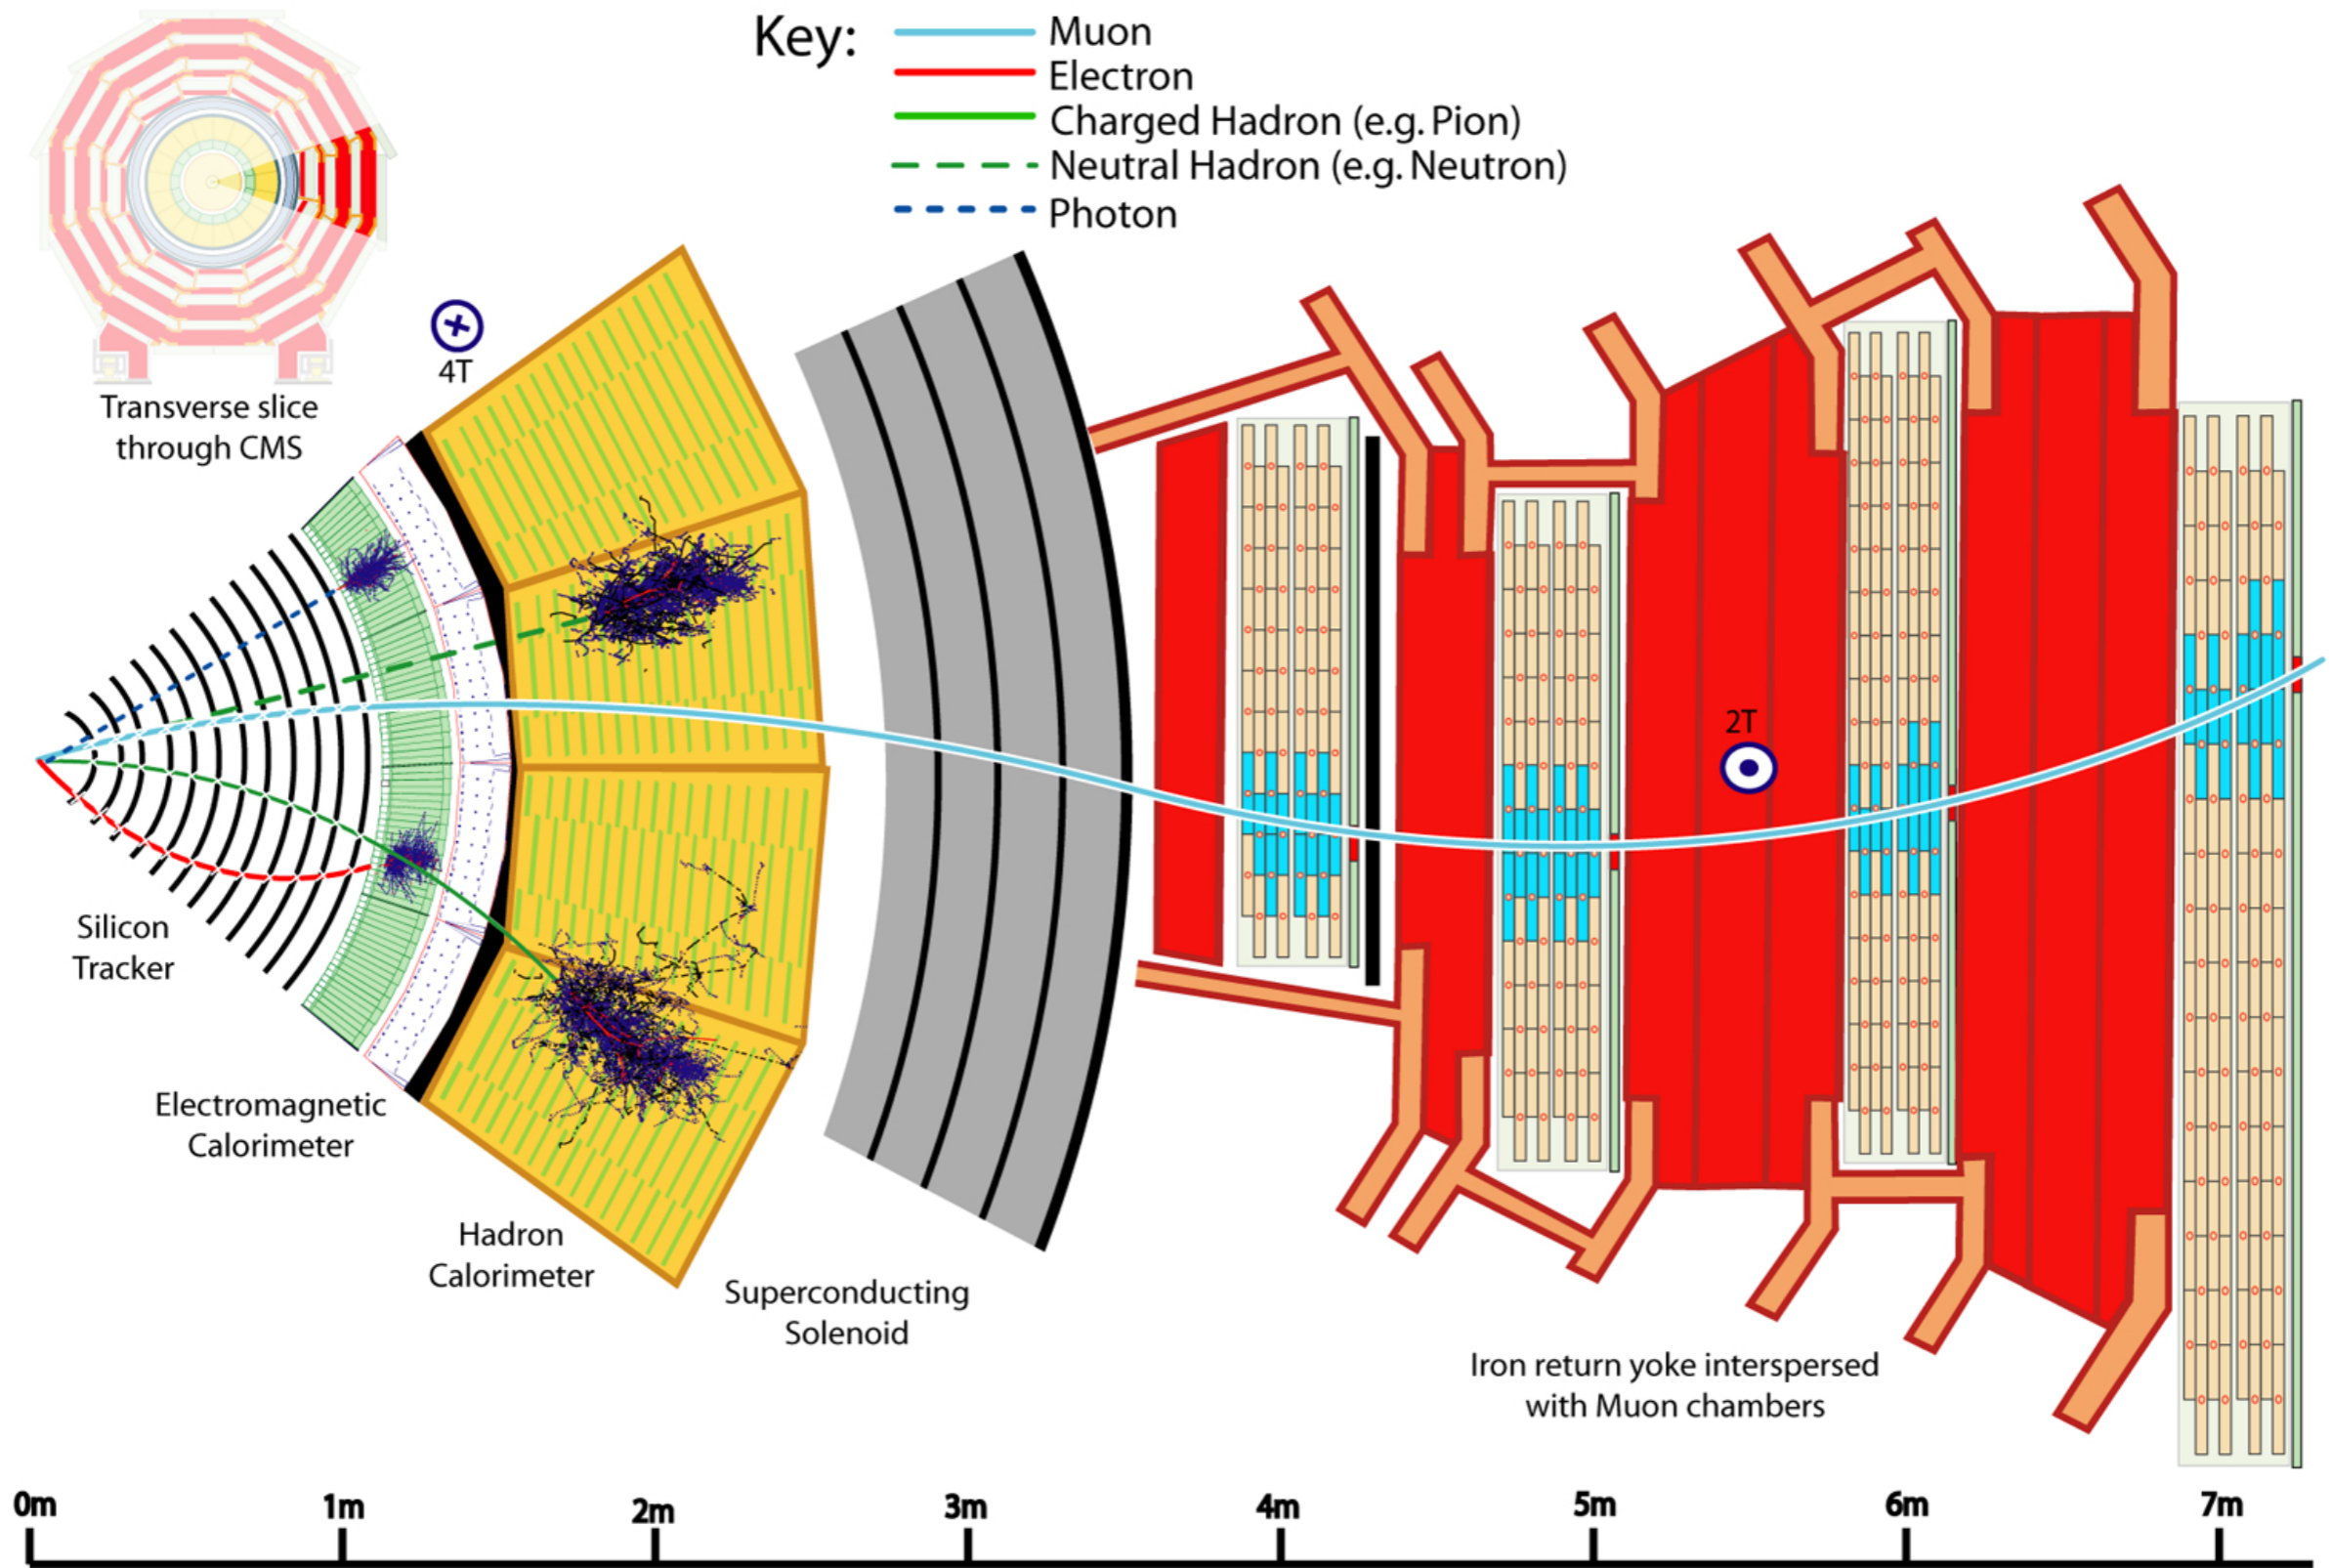 Key:
Muon
Electron
Charged Hadron (e.g. Pion)
Neutral Hadron (e.g. Neutron)
Photon
4T
Transverse slice
through CMS
2T
Silicon
Tracker
Electromagnetic
Calorimeter
Hadron
Calorimeter
Superconducting
Solenoid
Iron return yoke interspersed
with Muon chambers
0m 1m 2m 3m 4m 5m 6m 7m